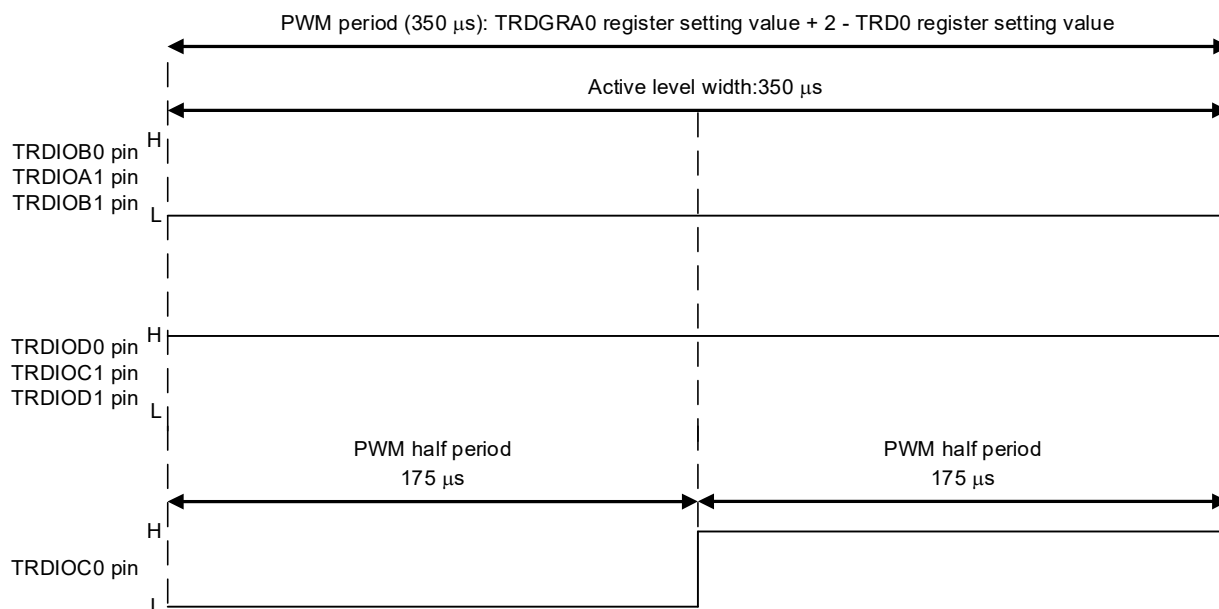 PWM period (350 μs): TRDGRA0 register setting value + 2 - TRD0 register setting value
Active level width:350 μs
H
TRDIOB0 pin
TRDIOA1 pin
TRDIOB1 pin
L
H
TRDIOD0 pin
TRDIOC1 pin
TRDIOD1 pin
L
PWM half period
175 μs
PWM half period
175 μs
H
TRDIOC0 pin
L